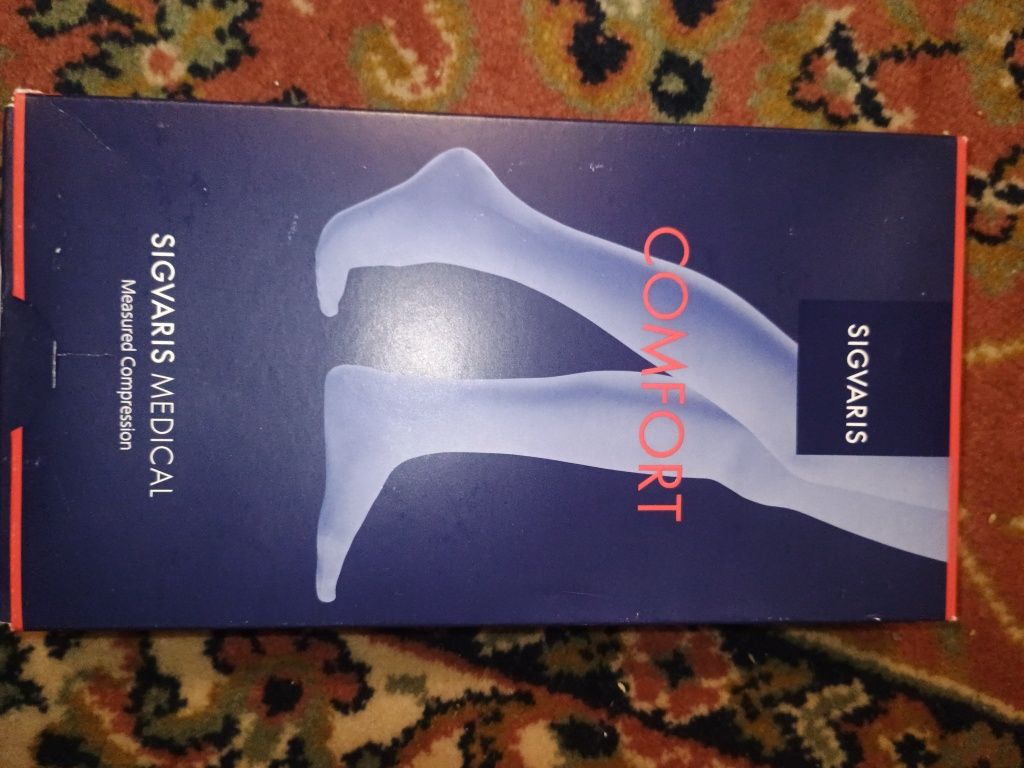 SIGVARIS
COMFORT
SIGVARIS MEDICAL
Measured Compression